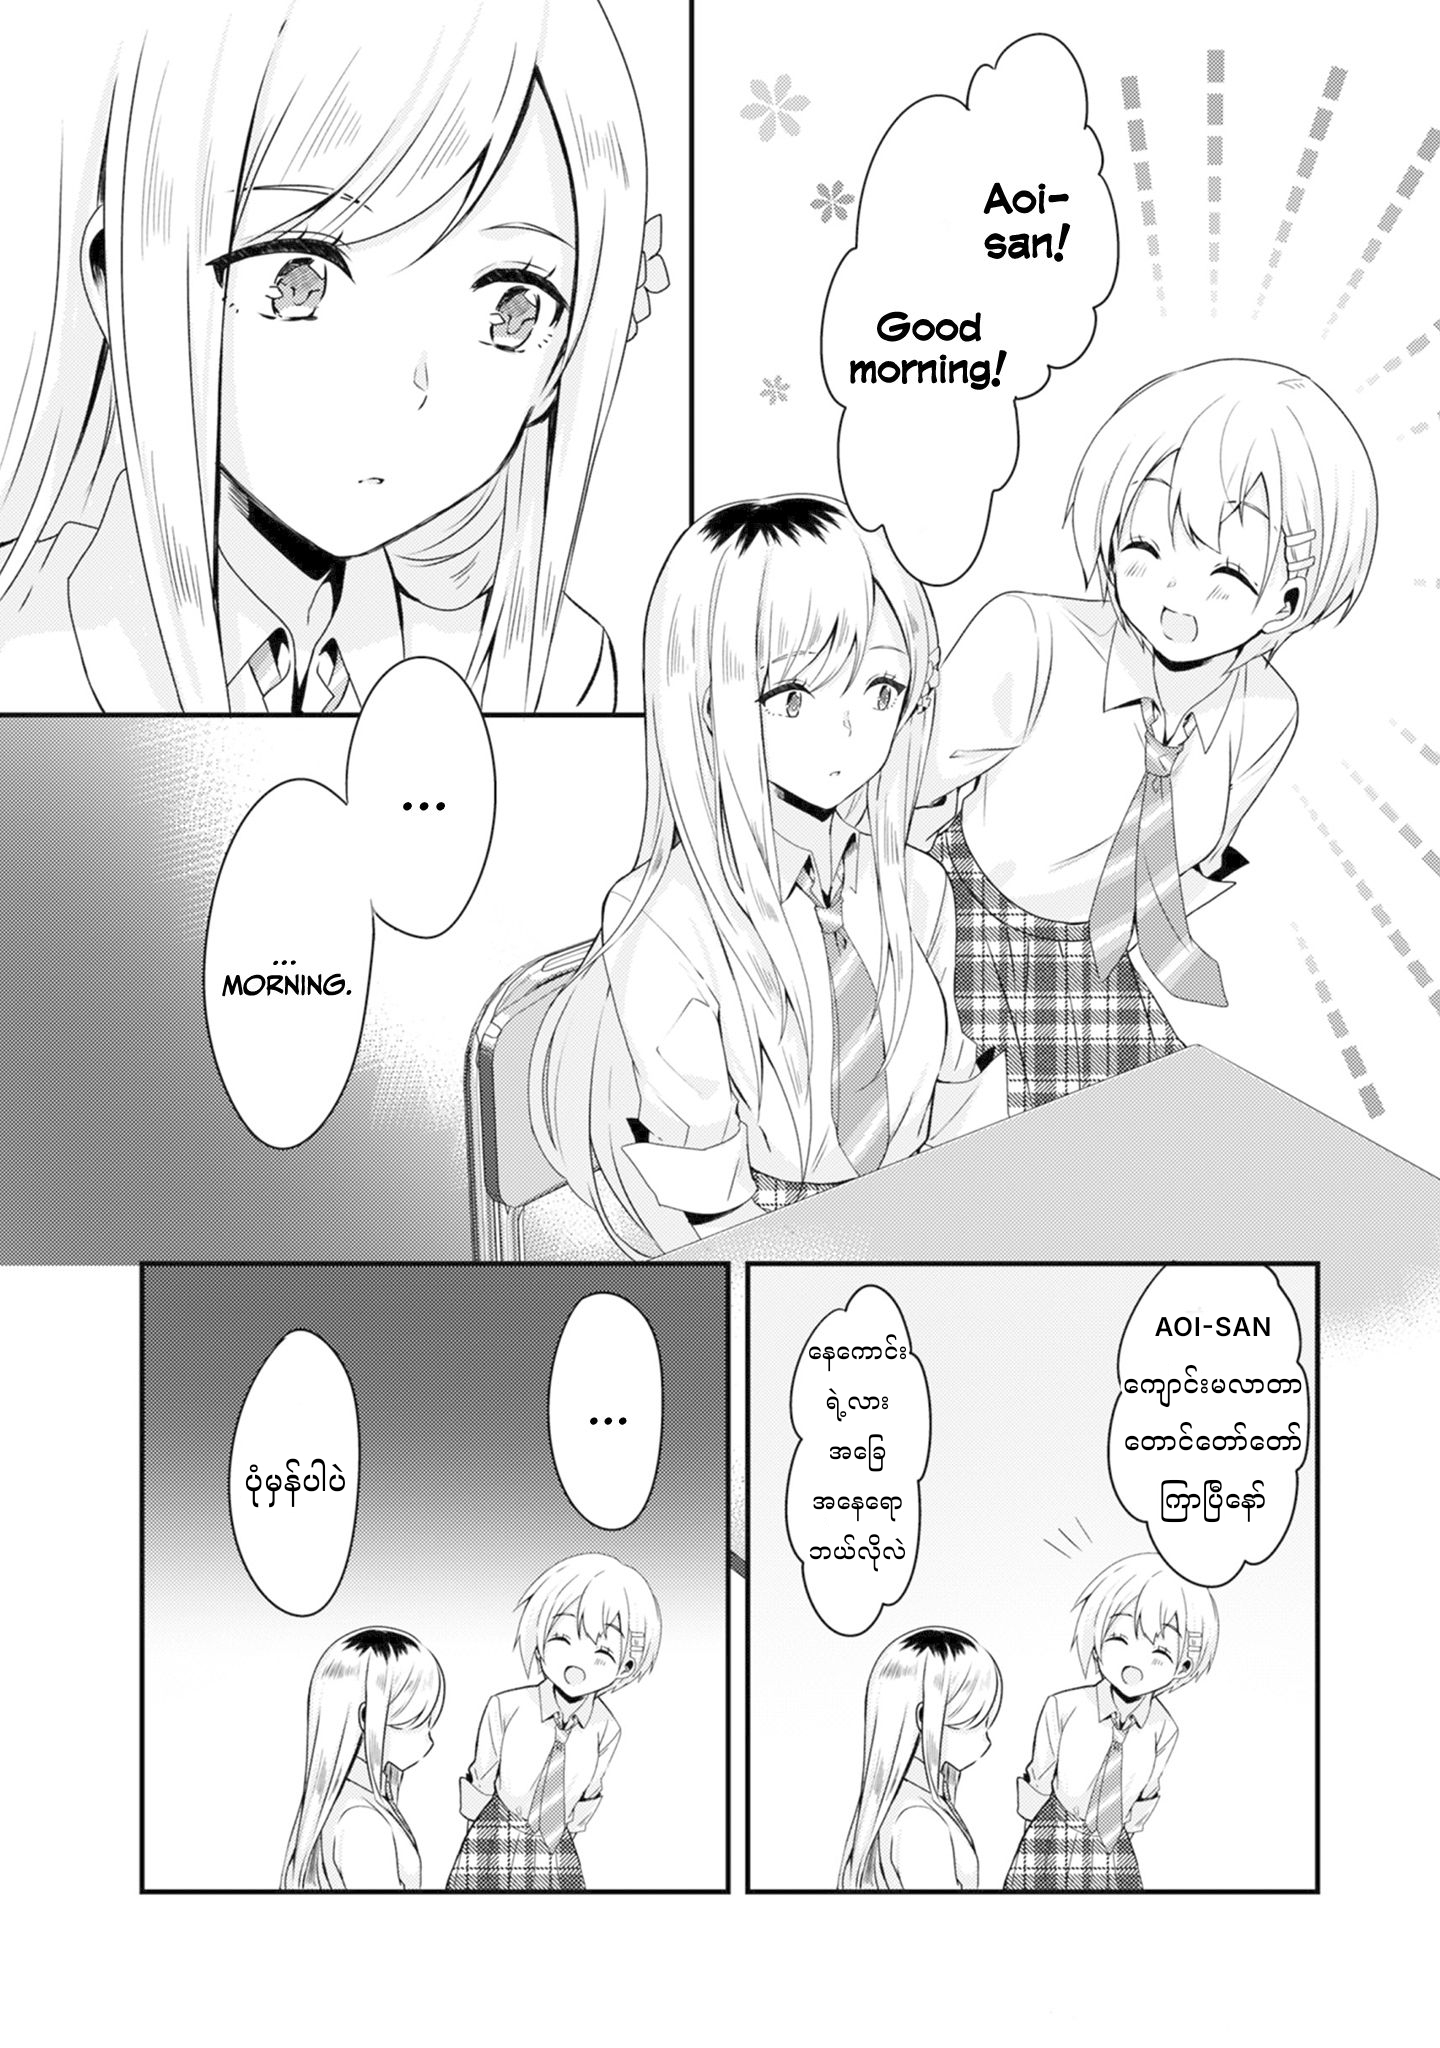 Aoi-
san!
Good
morning!
...
...
MORNING.
AOI-SAN
ကျောင်းမလာတာ
တောင်တော်တော်
ကြာပြီနော်
နေကောင်း
ရဲ့လား
အခြေ
အနေရော
ဘယ်လိုလဲ
...
ပုံမှန်ပါပဲ